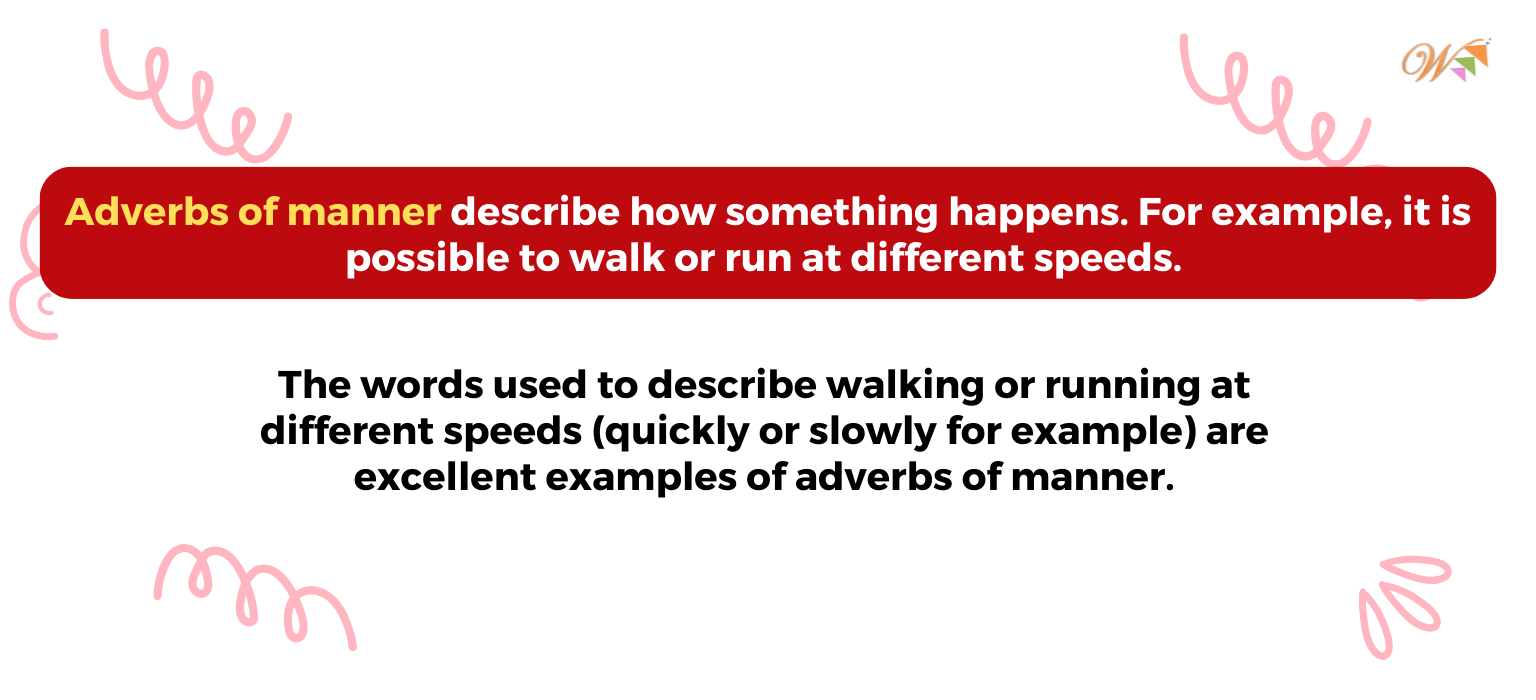 W
Adverbs of manner describe how something happens. For example, it is
possible to walk or run at different speeds.
The words used to describe walking or running at
different speeds (quickly or slowly for example) are
excellent examples of adverbs of manner.